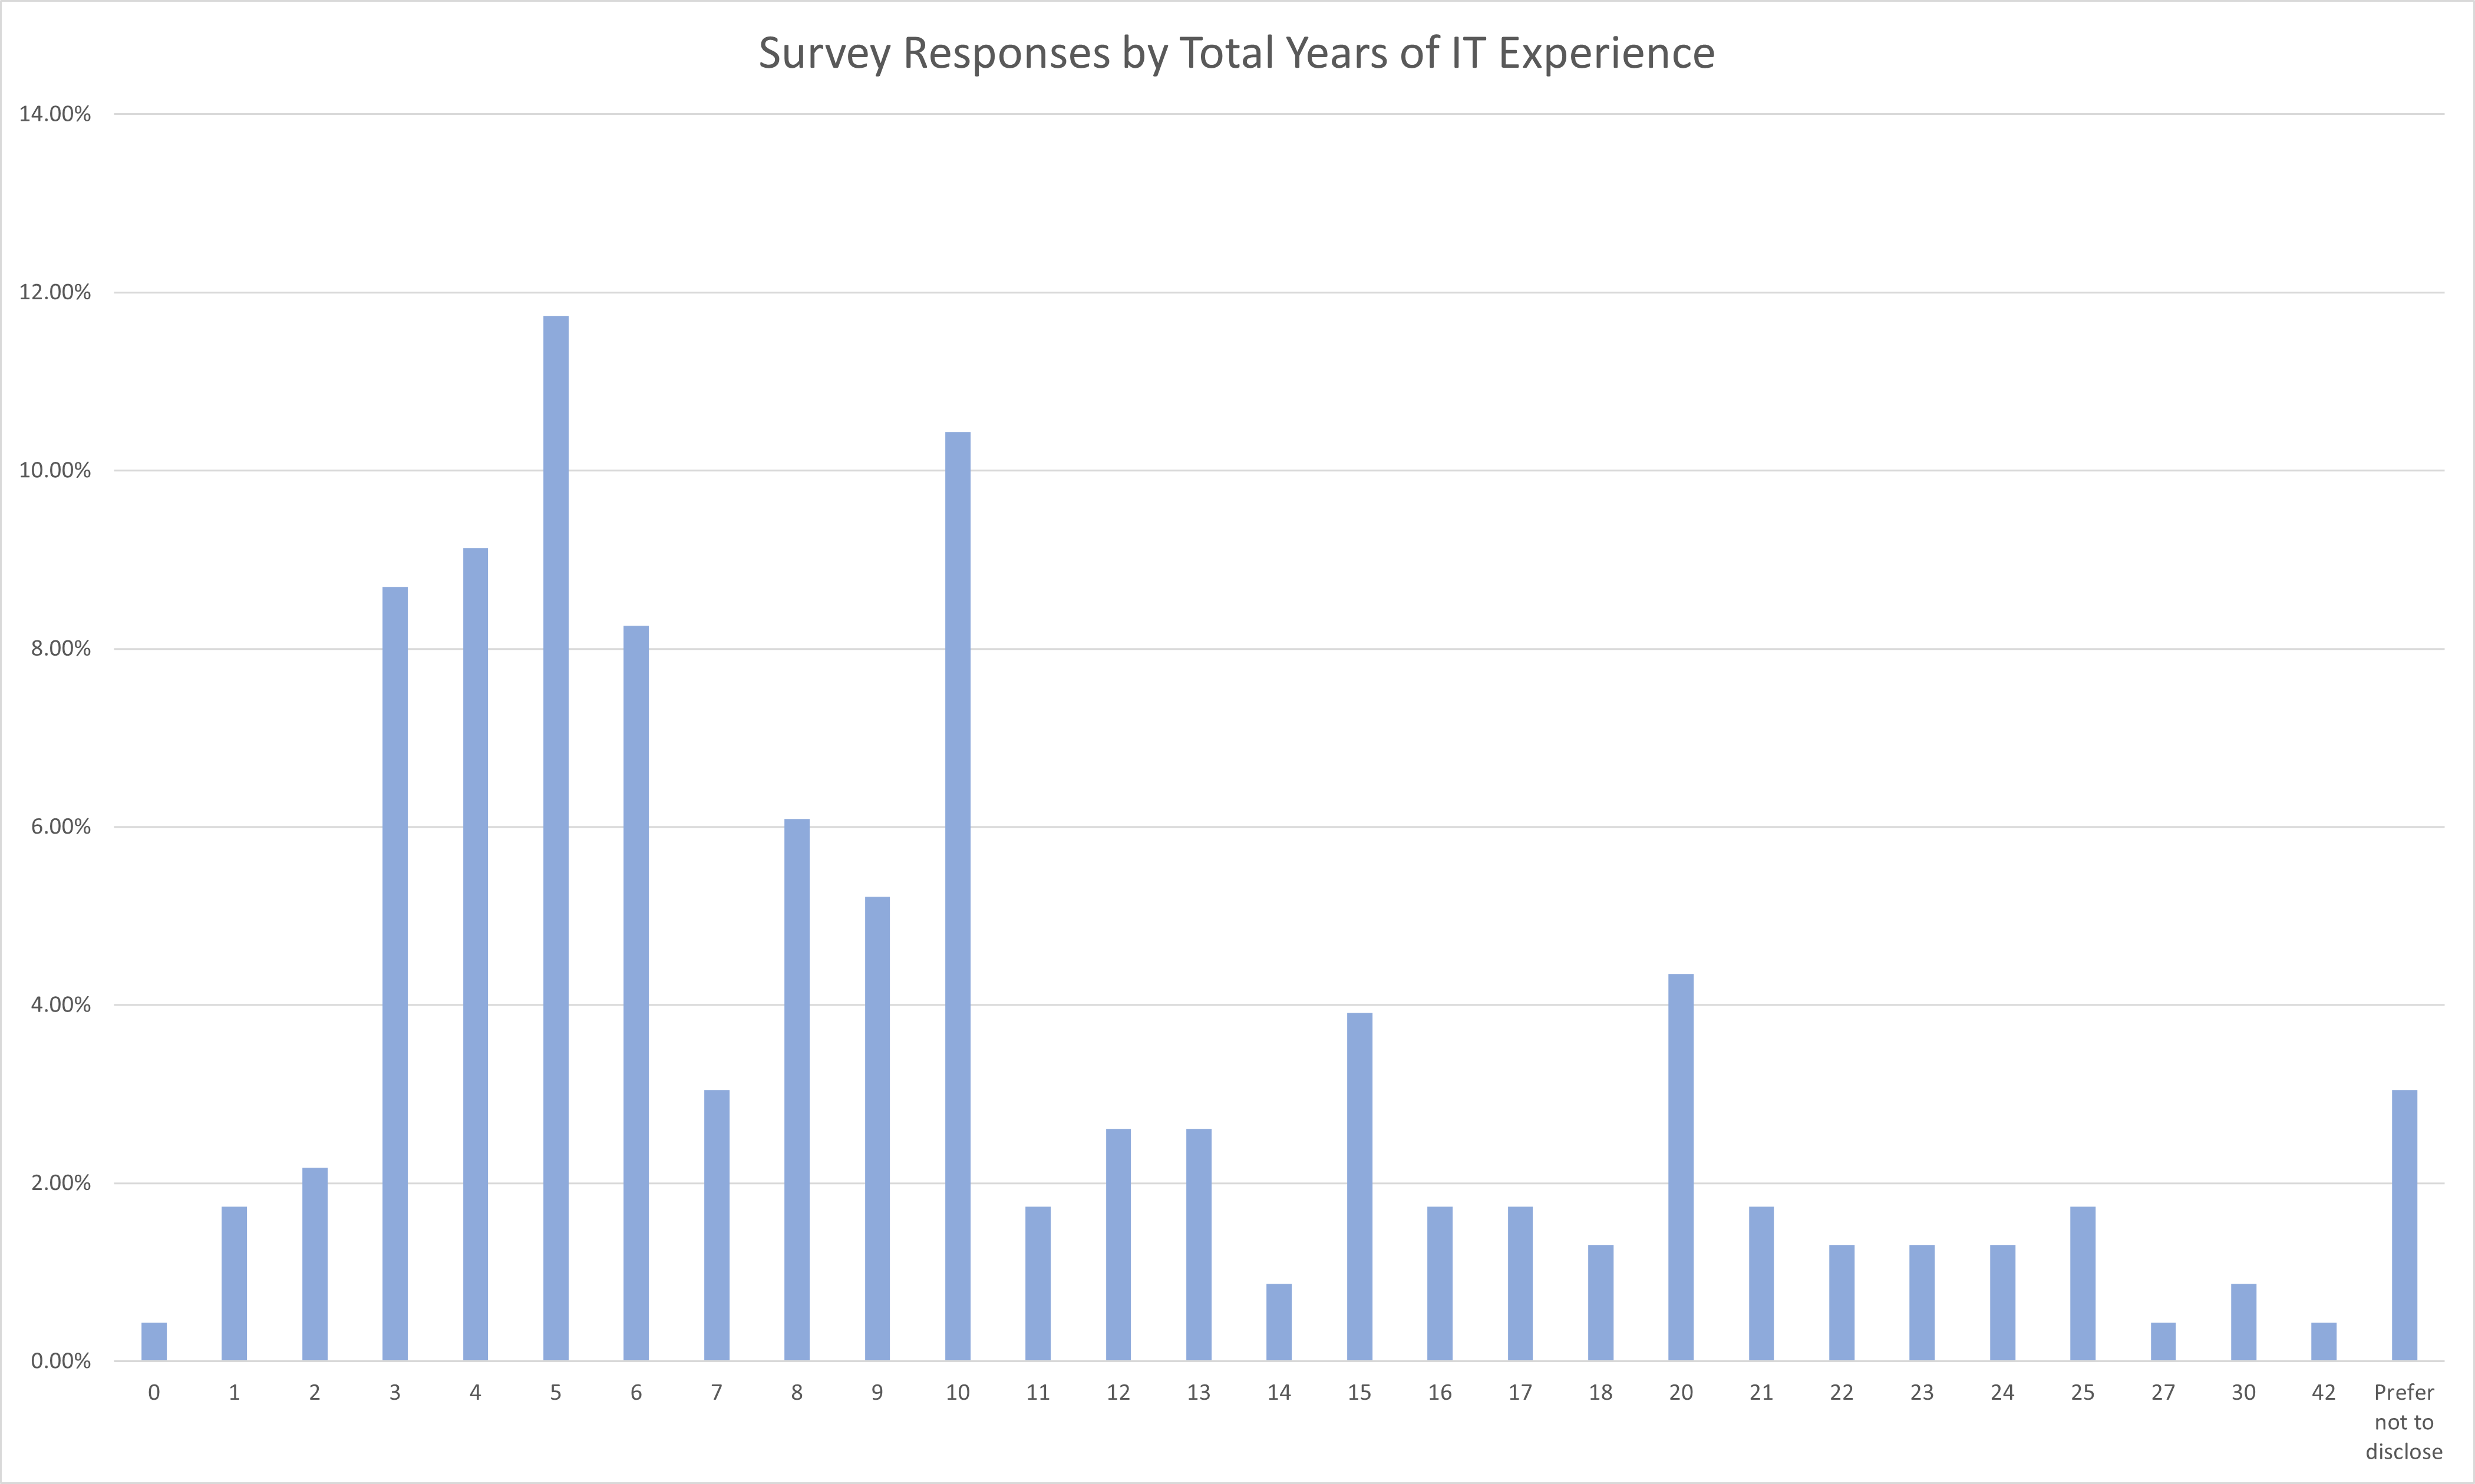 Survey Responses by Total Years of IT Experience
14.00%
12.00%
10.00%
8.00%
6.00%
4.00%
2.00%
0.00%
0 1 2 3 4 5 6 7 8 9 10 11 12 13 14 15 16 17 18 20 21 22 23 24 25 27 30 42 Prefer
not to
disclose